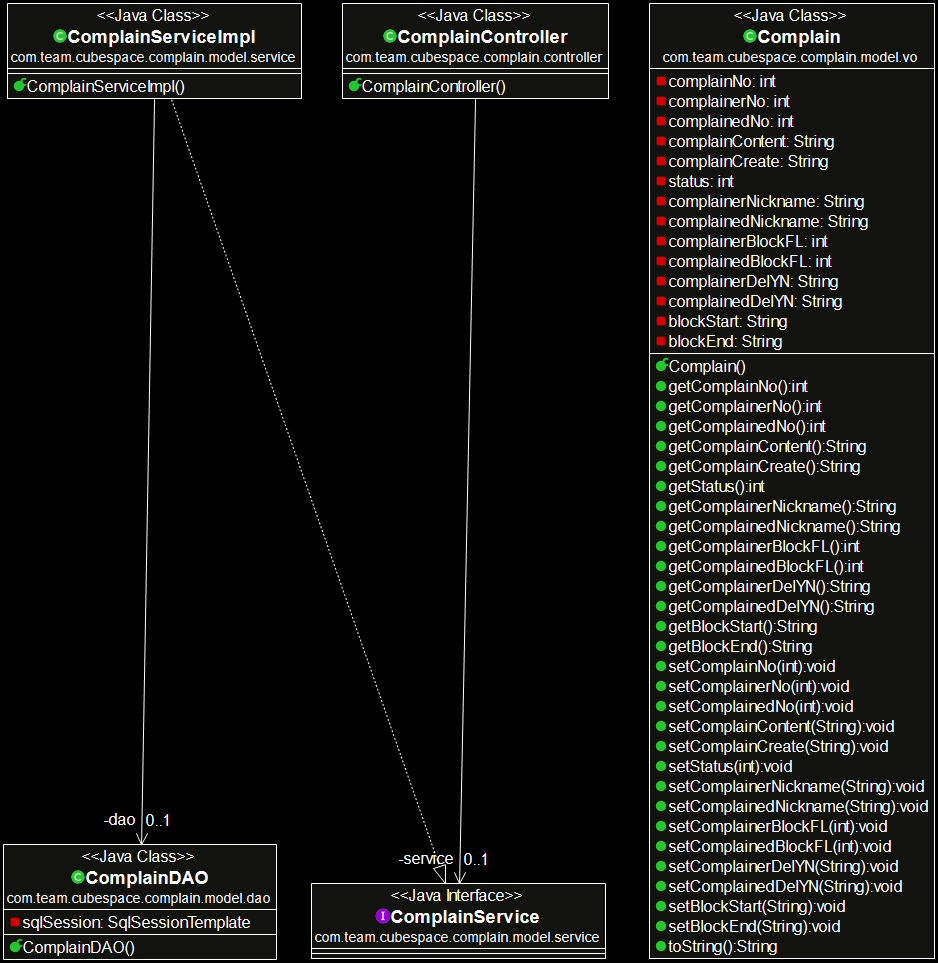 <<Java Class>>
ComplainServiceImpl
com.team.cubespace.complain.model.service
ComplainServiceImpl()
<<Java Class>>
ComplainController
com.team.cubespace.complain.controller
ComplainController()
<<Java Class>>
Complain
com.team.cubespace.complain.model.vo
complainNo: int
complainerNo: int
complainedNo: int
complainContent: String
complainCreate: String
status: int
complainerNickname: String
complainedNickname: String
complainerBlockFL: int
complainedBlockFL: int
complainerDelYN: String
complainedDelYN: String
blockStart: String
blockEnd: String
Complain()
getComplainNo():int
getComplainerNo():int
getComplainedNo():int
getComplainContent():String
getComplainCreate():String
getStatus():int
getComplainerNickname():String
getComplainedNickname():String
getComplainerBlockFL():int
getComplainedBlockFL():int
getComplainerDelYN():String
getComplainedDelYN():String
getBlockStart():String
getBlockEnd():String
setComplainNo(int):void
setComplainerNo(int):void
setComplainedNo(int):void
setComplainContent(String):void
setComplainCreate(String):void
setStatus(int):void
setComplainerNickname(String):void
setComplainedNickname(String):void
setComplainerBlockFL(int):void
setComplainedBlockFL(int):void
setComplainerDelYN(String):void
setComplainedDelYN(String):void
setBlockStart(String):void
setBlockEnd(String):void
toString():String
-dao 0..1
<<Java Class>>
ComplainDAO
com.team.cubespace.complain.model.dao
sqlSession: SqlSessionTemplate
ComplainDAO()
-service 0..1
<<Java Interface>>
ComplainService
com.team.cubespace.complain.model.service